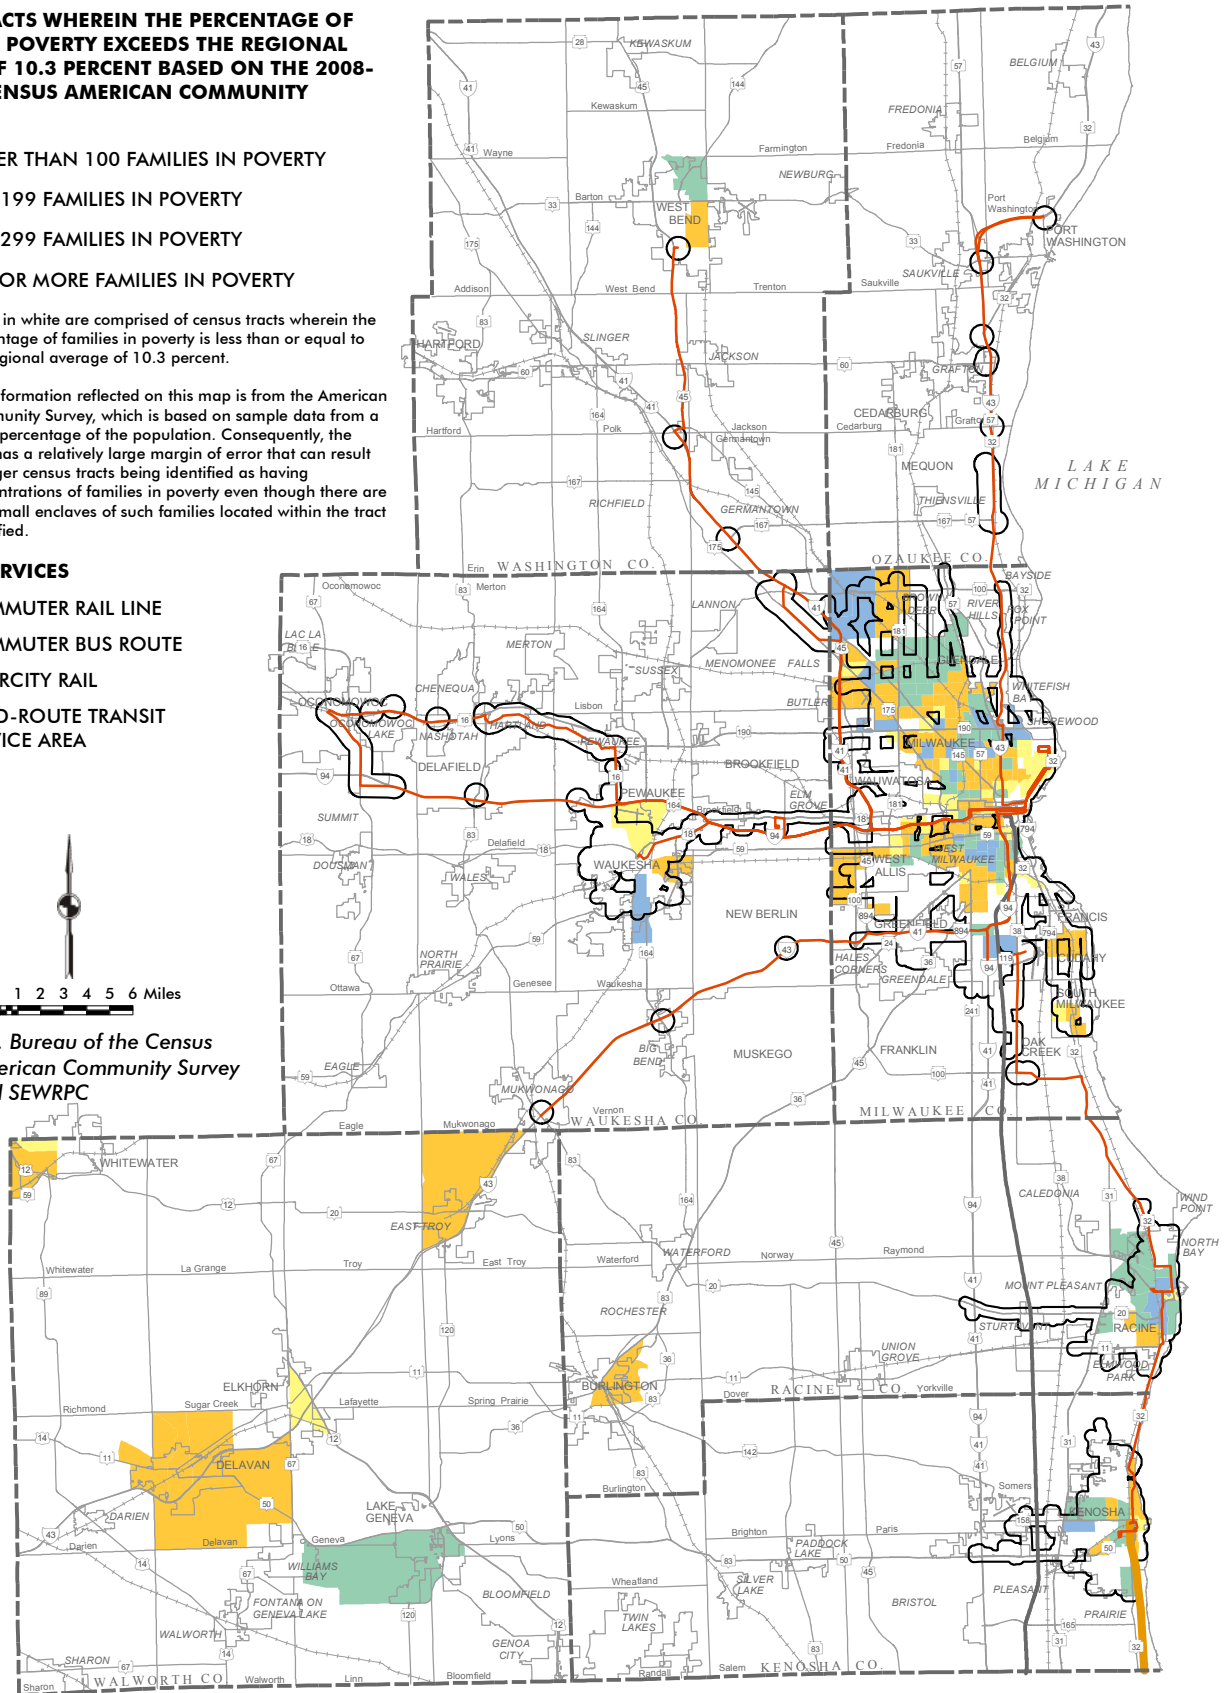 ACTS WHEREIN THE PERCENTAGE OF
POVERTY EXCEEDS THE REGIONAL
F 10.3 PERCENT BASED ON THE 2008-
ENSUS AMERICAN COMMUNITY
ER THAN 100 FAMILIES IN POVERTY
199 FAMILIES IN POVERTY
299 FAMILIES IN POVERTY
OR MORE FAMILIES IN POVERTY
in white are comprised of census tracts wherein the
ntage of families in poverty is less than or equal to
egional average of 10.3 percent.
formation reflected on this map is from the American
munity Survey, which is based on sample data from a
percentage of the population. Consequently, the
has a relatively large margin of error that can result
ger census tracts being identified as having
ntrations of families in poverty even though there are
mall enclaves of such families located within the tract
fied.
RVICES
MMUTER RAIL LINE
MMUTER BUS ROUTE
RCITY RAIL
D-ROUTE TRANSIT
VICE AREA
1 2 3 4 5 6 Miles
. Bureau of the Census
erican Community Survey
SEWRPC
KEWASKUM
Kewaskum
Wayne
Farmington
Fredonia
Belgium
BELGIUM
FREDONIA
NEWBURG
Barton
WEST
BEND
Port
Washington
PORT
WASHINGTON
SAUKVILLE
Saukville
Addison
West Bend
Trenton
HARTFORD
SLINGER
JACKSON
GRAFTON
CEDARBURG
Cedarburg
Hartford
Polk
Jackson
Germantown
MEQUON
THIENSVILLE
LAKE
MICHIGAN
RICHFIELD
GERMANTOWN
Erin
WASHINGTON CO.
OZAUKEE CO.
Oconomowoc
Merton
LANNON
BAYSIDE
RIVER
HILLS
FOX
POINT
MERTON
SUSSEX
MENOMONEE FALLS
GLENDALE
WHITEFISH
BAY
SHOREWOOD
BUTLER
CHENEQUA
Lisbon
OCONOMOWOC
OCONOMOWOC
LAKE
NASHOTAH
HARTLAND
PEWAUKEE
DELAFIELD
BROOKFIELD
MILWAUKEE
WAUWATOSA
ELM
GROVE
PEWAUKEE
Brookfield
SUMMIT
Delafield
DOUSMAN
WALES
WAUKESHA
WEST
ALLIS
WEST
MILWAUKEE
NEW BERLIN
GREENFIELD
FRANCIS
CUDAHY
HALES
CORNERS
GREENDALE
SOUTH
MILWAUKEE
NORTH
PRAIRIE
Ottawa
Genesee
Waukesha
BIG
BEND
MUSKEGO
FRANKLIN
OAK
CREEK
EAGLE
MUKWONAGO
Eagle
Mukwonago
Vernon
WAUKESHA CO.
MILWAUKEE CO.
WHITEWATER
EAST TROY
CALEDONIA
WIND
POINT
NORTH
BAY
Whitewater
La Grange
Troy
East Troy
Waterford
WATERFORD
Norway
Raymond
MOUNT PLEASANT
ROCHESTER
STURTEVANT
RACINE
UNION
GROVE
ELMWOOD
PARK
ELKHORN
BURLINGTON
Dover
RACINE CO.
Yorkville
Richmond
Sugar Creek
Lafayette
Spring Prairie
DELAVAN
DARIEN
Darien
Delavan
LAKE
GENEVA
Geneva
Lyons
Burlington
Somers
KENOSHA
Brighton
Paris
PADDOCK
LAKE
WILLIAMS
BAY
FONTANA ON
GENEVA LAKE
BLOOMFIELD
Wheatland
SILVER
LAKE
BRISTOL
PLEASANT
PRAIRIE
WALWORTH
TWIN
LAKES
GENOA
CITY
SHARON
Sharon
WALWORTH CO.
Walworth
Linn
Bloomfield
Randall
Salem
KENOSHA CO.